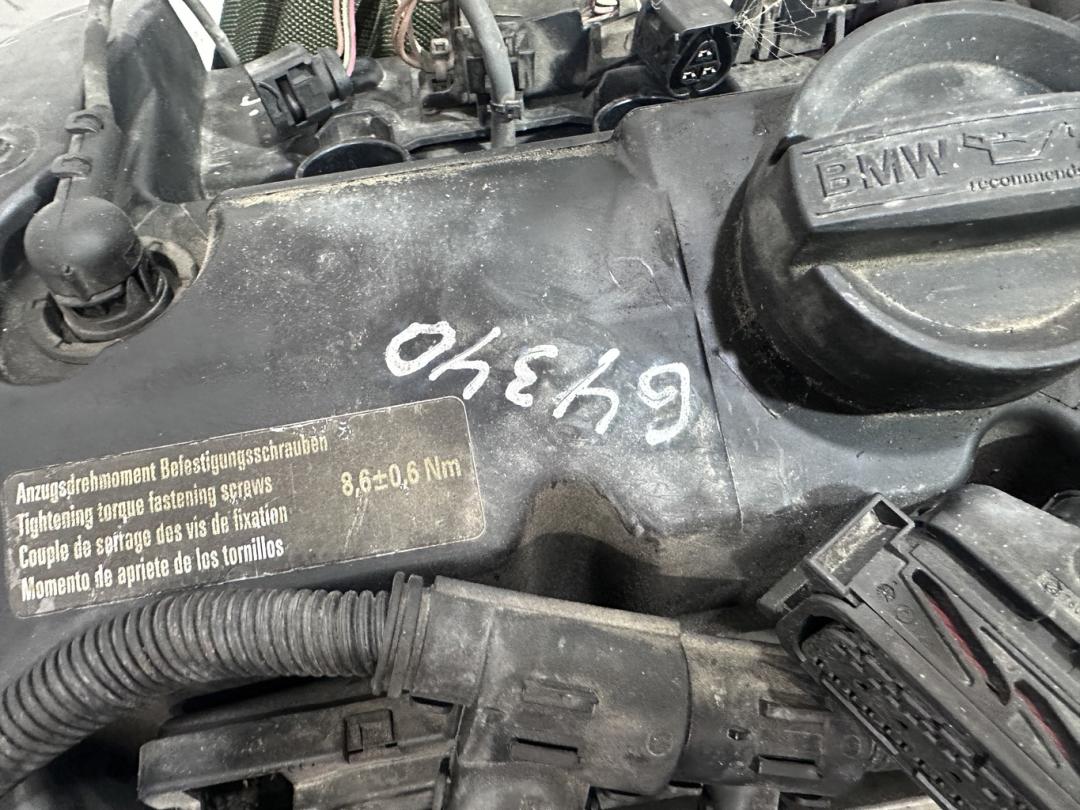 BMW
recommends
64340
Anzugsdrehmoment Befestigungsschrauben
Tightening torque fastening screws
Couple de serrage des vis de fixation
Momento de apriete de los tornillos
8,6±0,6 Nm